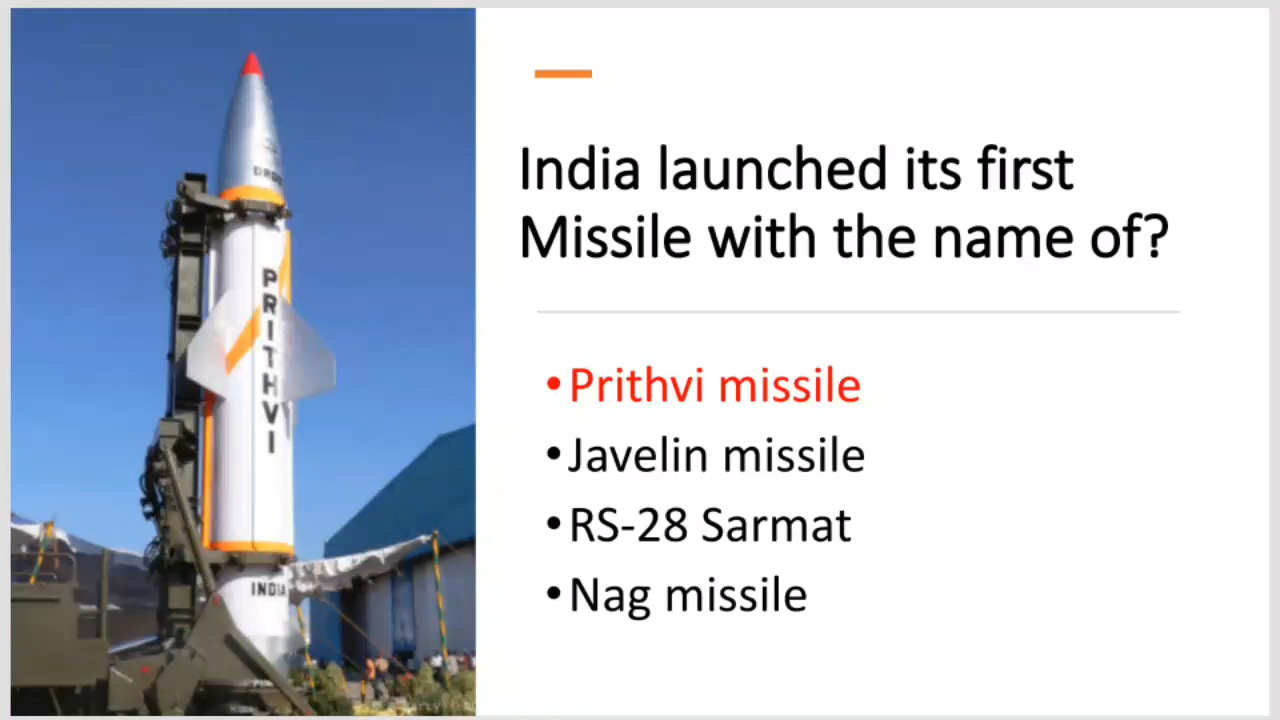 PRITHVI
INDIA
India launched its first
Missile with the name of?
•Prithvi missile
•Javelin missile
•RS-28 Sarmat
•Nag missile